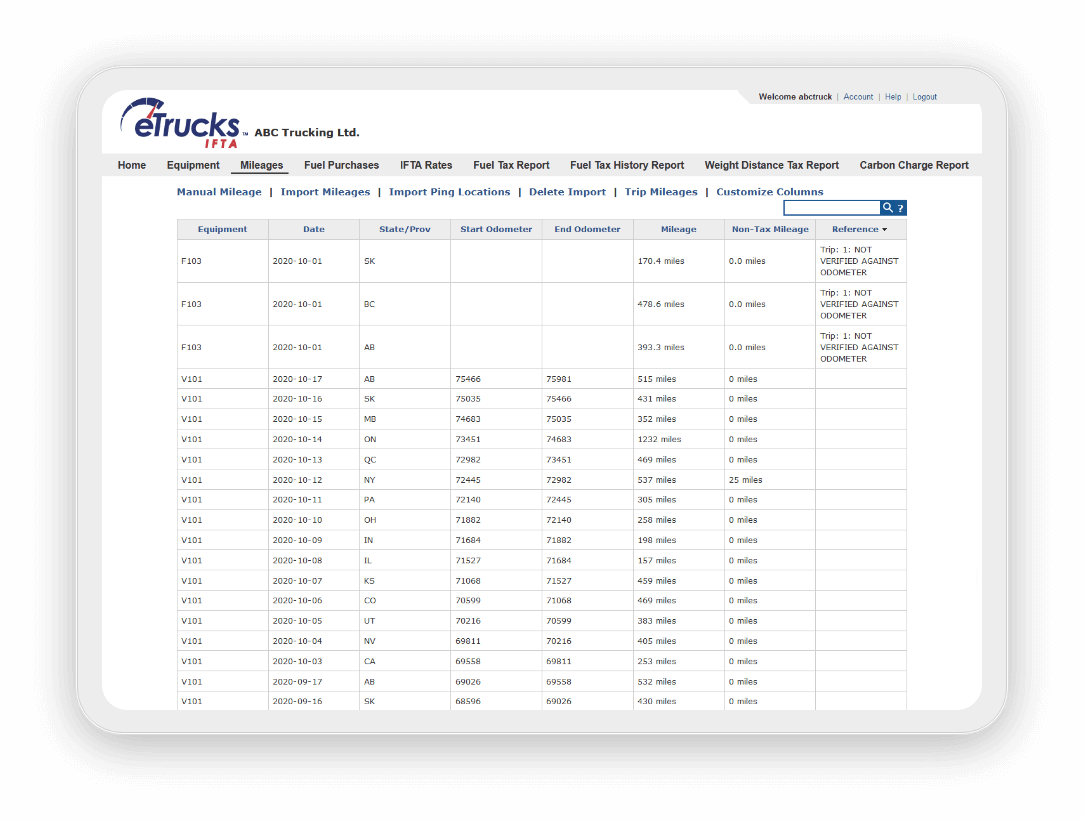 Welcome abctruck | Account | Help | Logout
eTrucks ™ ABC Trucking Ltd.
IFTA
Home Equipment Mileages Fuel Purchases IFTA Rates Fuel Tax Report Fuel Tax History Report Weight Distance Tax Report Carbon Charge Report
Manual Mileage | Import Mileages | Import Ping Locations | Delete Import | Trip Mileages | Customize Columns
?
Equipment Date State/Prov Start Odometer End Odometer Mileage Non-Tax Mileage Reference
Trip: 1: NOT
F103 2020-10-01 SK 170.4 miles 0.0 miles VERIFIED AGAINST
ODOMETER
Trip: 1: NOT
F103 2020-10-01 BC 478.6 miles 0.0 miles VERIFIED AGAINST
ODOMETER
Trip: 1: NOT
F103 2020-10-01 AB 393.3 miles 0.0 miles VERIFIED AGAINST
ODOMETER
V101 2020-10-17 AB 75466 75981 515 miles 0 miles
V101 2020-10-16 SK 75035 75466 431 miles 0 miles
V101 2020-10-15 MB 74683 75035 352 miles 0 miles
V101 2020-10-14 ON 73451 74683 1232 miles 0 miles
V101 2020-10-13 QC 72982 73451 469 miles 0 miles
V101 2020-10-12 NY 72445 72982 537 miles 25 miles
V101 2020-10-11 PA 72140 72445 305 miles 0 miles
V101 2020-10-10 OH 71882 72140 258 miles 0 miles
V101 2020-10-09 IN 71684 71882 198 miles 0 miles
V101 2020-10-08 IL 71527 71684 157 miles 0 miles
V101 2020-10-07 KS 71068 71527 459 miles 0 miles
V101 2020-10-06 CO 70599 71068 469 miles 0 miles
V101 2020-10-05 UT 70216 70599 383 miles 0 miles
V101 2020-10-04 NV 69811 70216 405 miles 0 miles
V101 2020-10-03 CA 69558 69811 253 miles 0 miles
V101 2020-09-17 AB 69026 69558 532 miles 0 miles
V101 2020-09-16 SK 68596 69026 430 miles 0 miles